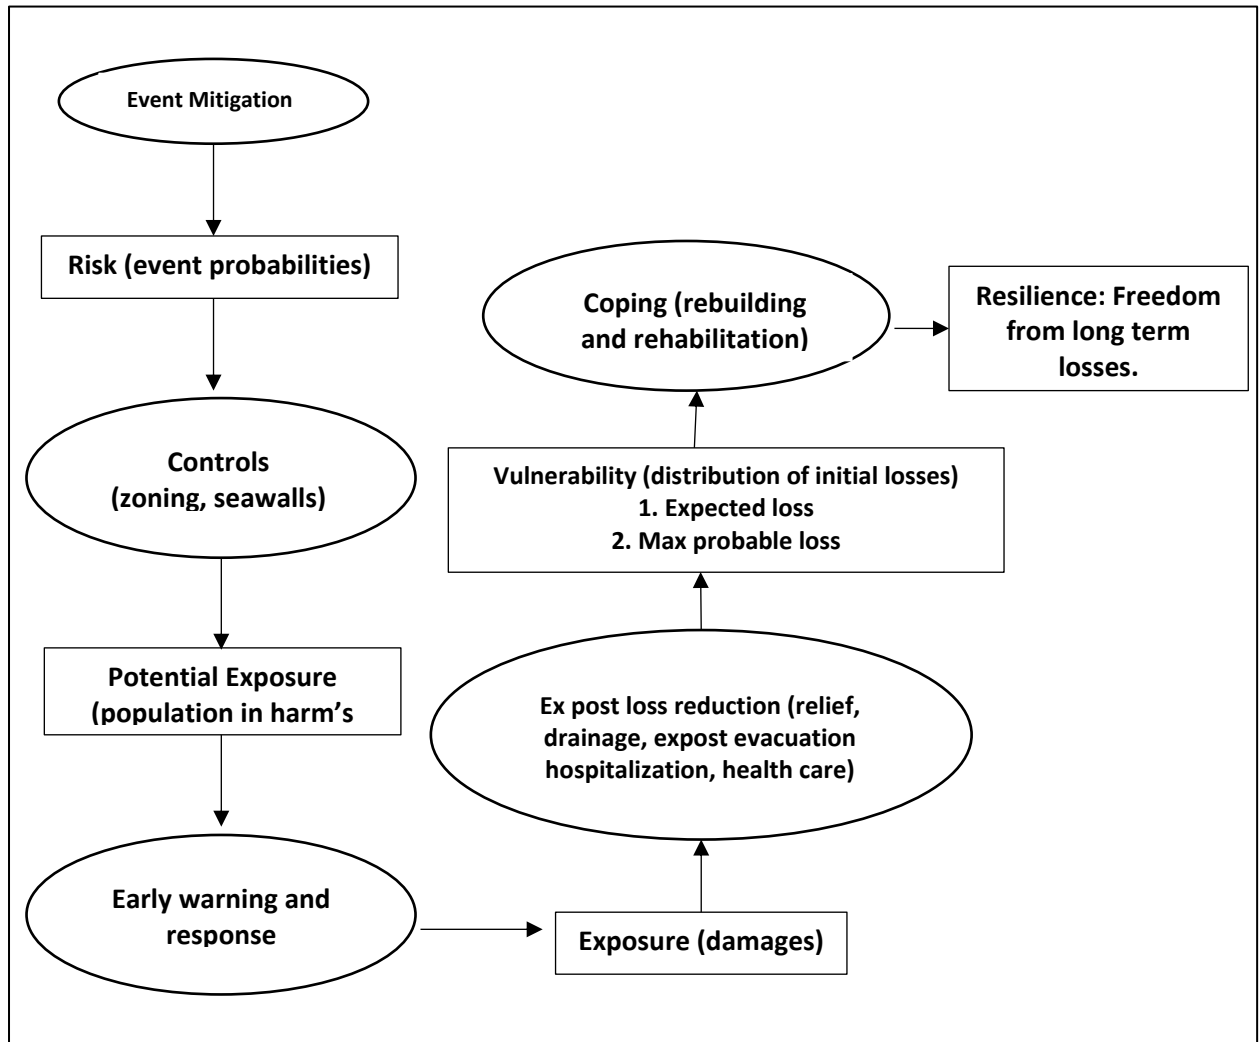 Event Mitigation
Risk (event probabilities)
Controls
(zoning, seawalls)
Potential Exposure
(population in harm’s
Early warning and
response
Exposure (damages)
Ex post loss reduction (relief,
drainage, expost evacuation
hospitalization, health care)
Vulnerability (distribution of initial losses)
1. Expected loss
2. Max probable loss
Coping (rebuilding
and rehabilitation)
Resilience: Freedom
from long term
losses.